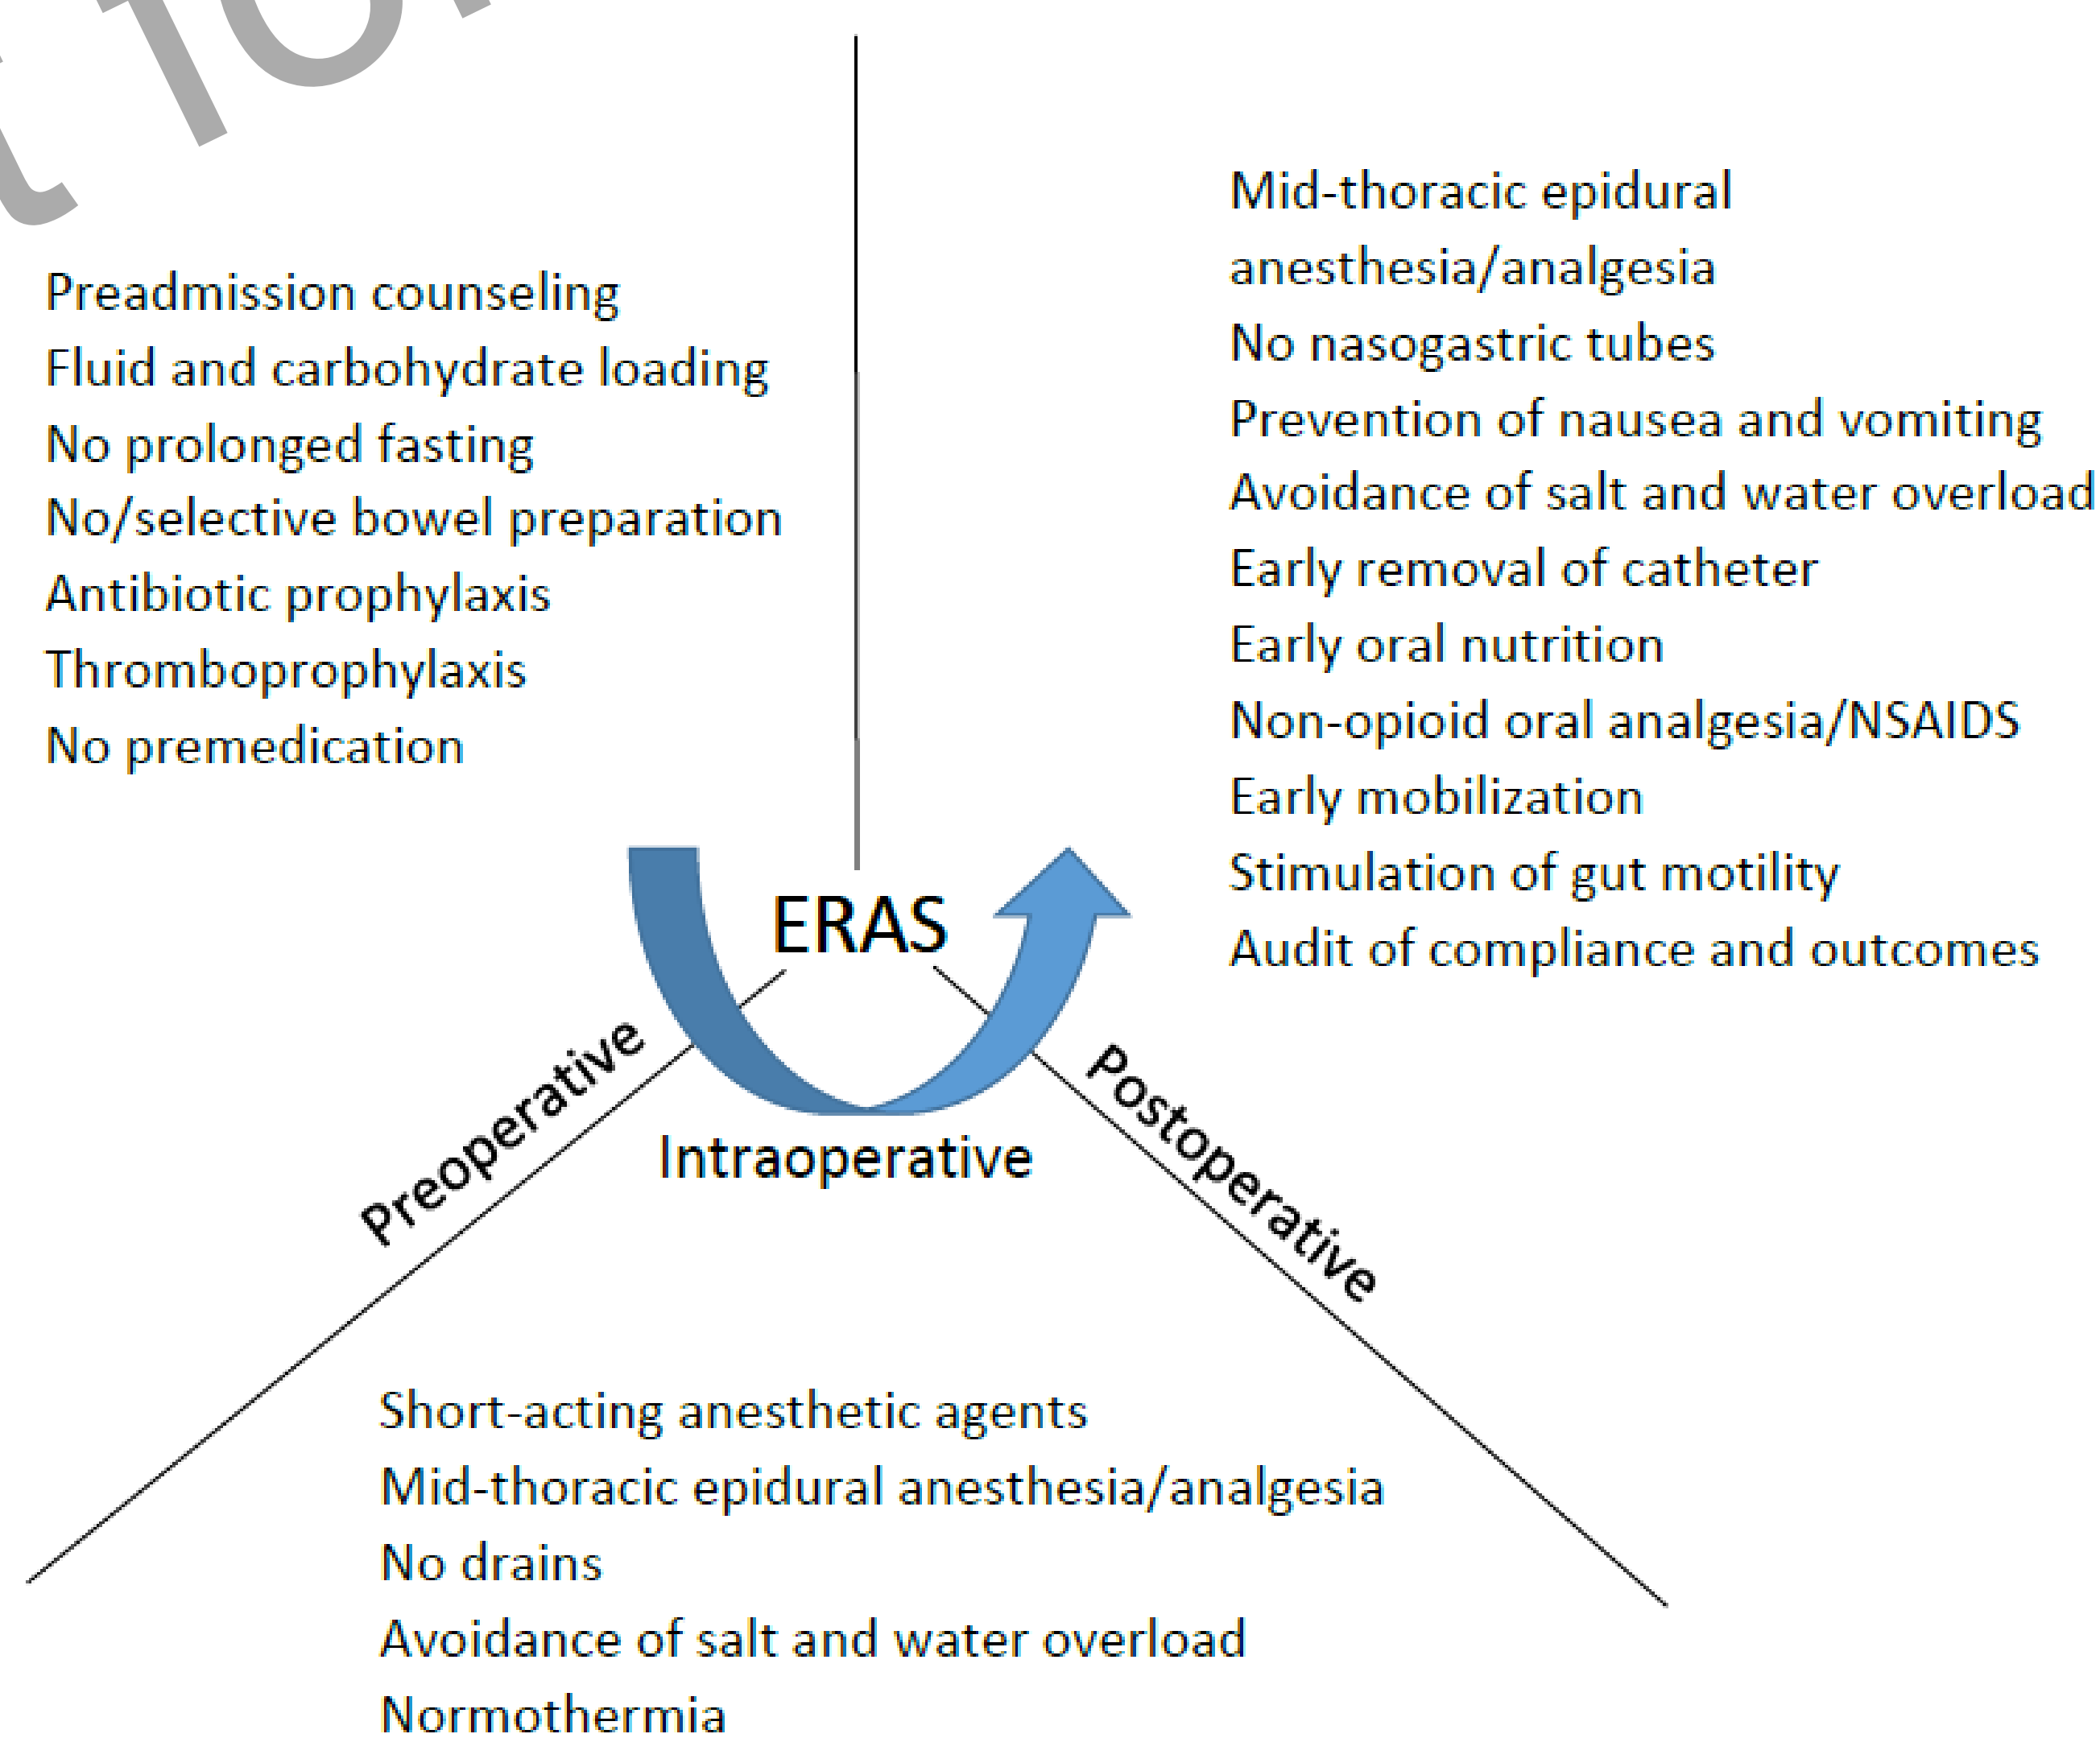 Preadmission counseling
Fluid and carbohydrate loading
No prolonged fasting
No/selective bowel preparation
Antibiotic prophylaxis
Thromboprophylaxis
No premedication
Mid-thoracic epidural
anesthesia/analgesia
No nasogastric tubes
Prevention of nausea and vomiting
Avoidance of salt and water overload
Early removal of catheter
Early oral nutrition
Non-opioid oral analgesia/NSAIDS
Early mobilization
Stimulation of gut motility
Audit of compliance and outcomes
ERAS
Preoperative
Intraoperative
Postoperative
Short-acting anesthetic agents
Mid-thoracic epidural anesthesia/analgesia
No drains
Avoidance of salt and water overload
Normothermia